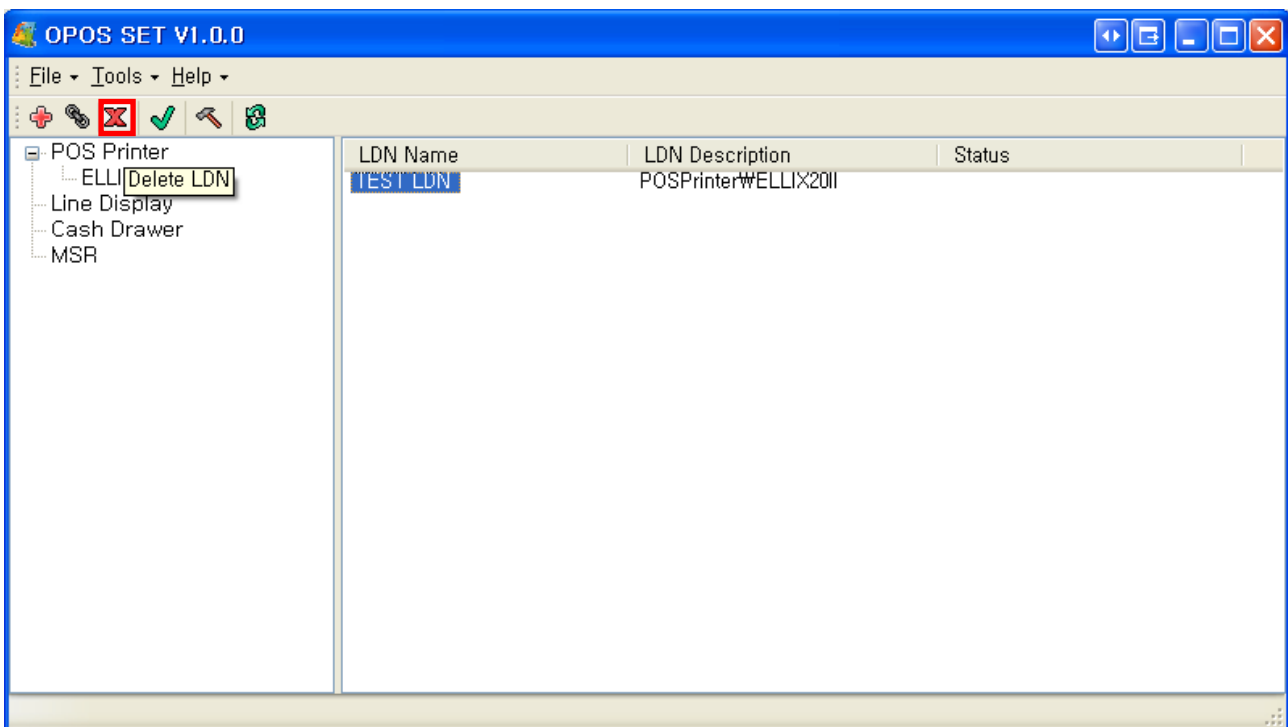 OPOS SET V1.0.0
File Tools Help
POS Printer
ELLI
Delete LDN
Line Display
Cash Drawer
MSR
LDN Name LDN Description Status
TEST LDN POSPrinter₩ELLIX20II